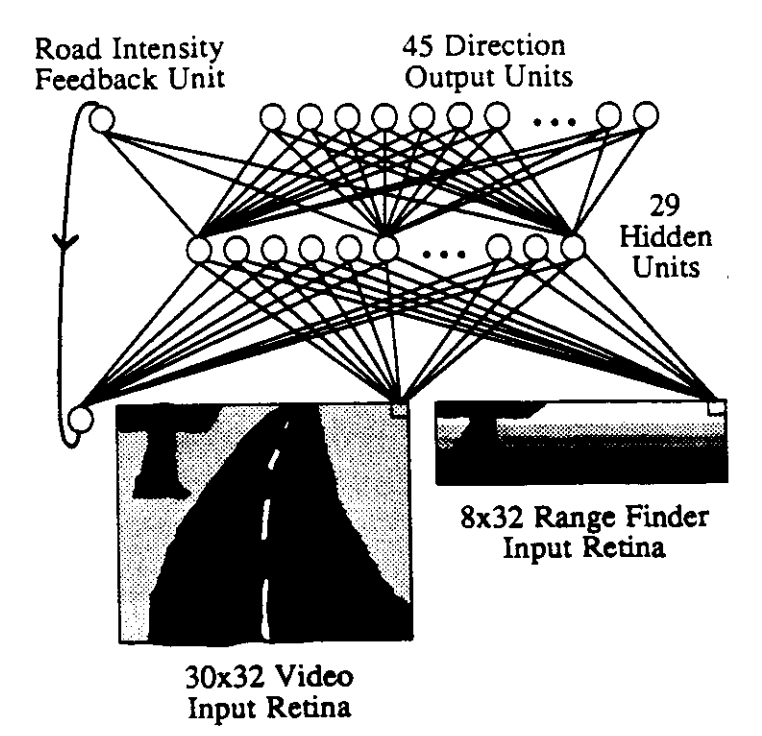 Road Intensity
Feedback Unit
45 Direction
Output Units
29
Hidden
Units
8x32 Range Finder
Input Retina
30x32 Video
Input Retina